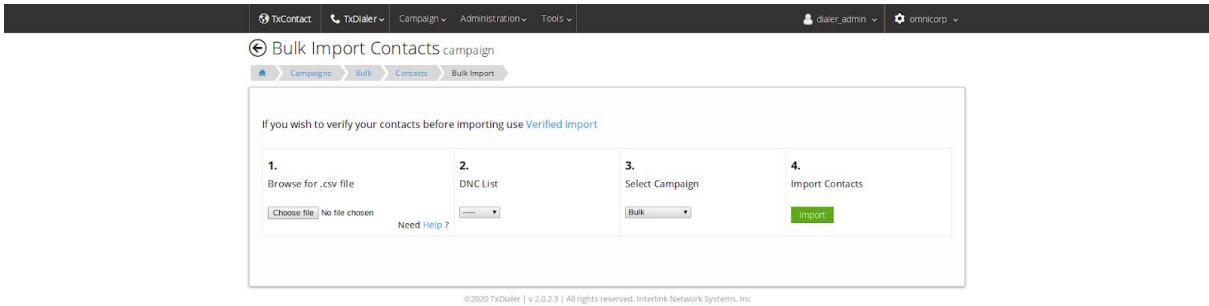 TxContact TxDialer Campaign Administration Tools dialer_admin omnicorp
Bulk Import Contacts campaign
Campaigns Bulk Contacts Bulk Import
If you wish to verify your contacts before importing use Verified Import
1. 2. 3. 4.
Browse for .csv file DNC List Select Campaign Import Contacts
Choose file No file chosen ----- Bulk Import
Need Help ?
©2020 TxDialer | v 2.0.2.3 | All rights reserved. Interlink Network Systems, Inc